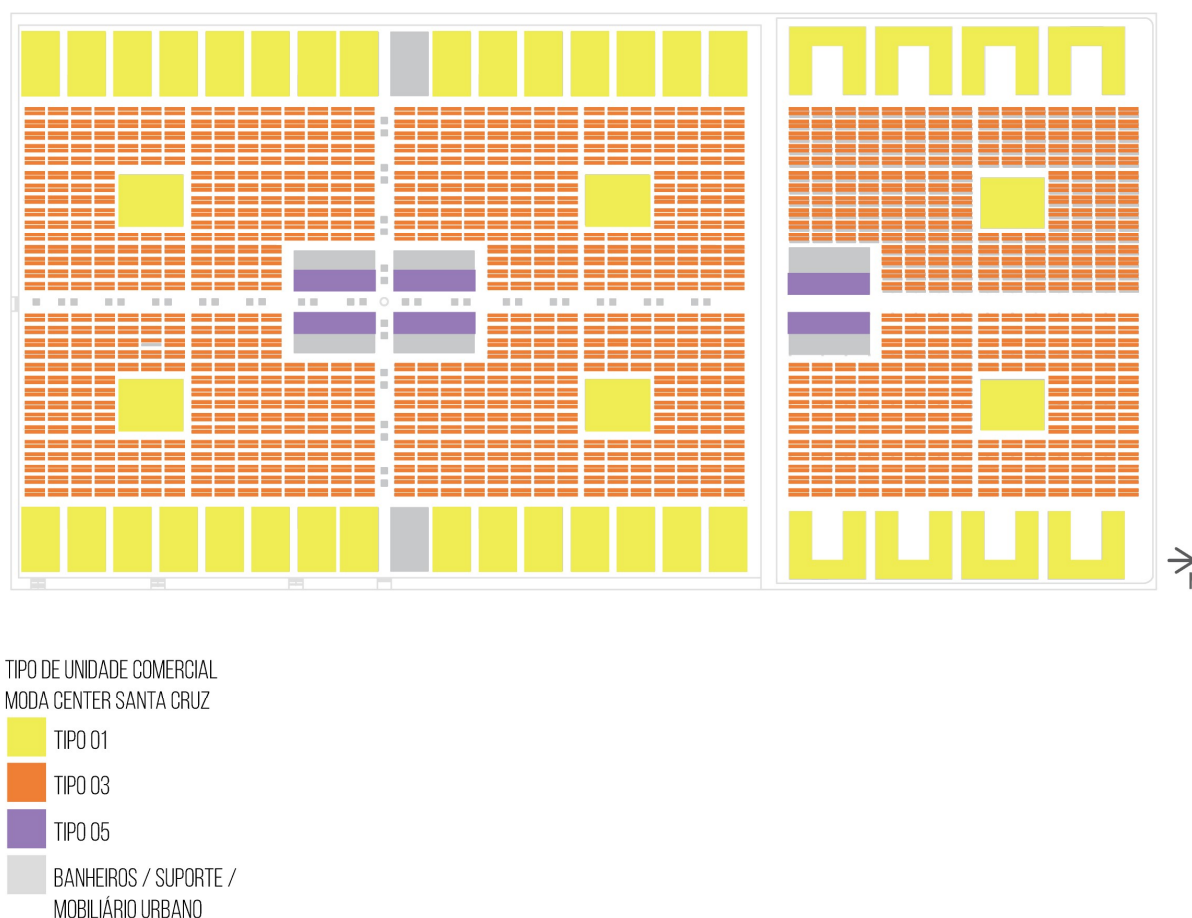 TIPO DE UNIDADE COMERCIAL
MODA CENTER SANTA CRUZ
TIPO 01
TIPO 03
TIPO 05
BANHEIROS / SUPORTE /
MOBILIÁRIO URBANO